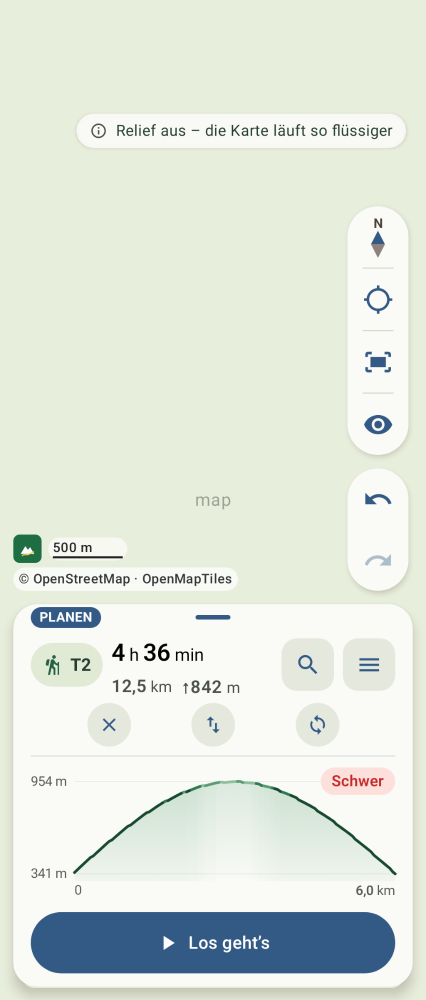 Relief aus – die Karte läuft so flüssiger
N
map
500 m
© OpenStreetMap · OpenMapTiles
PLANEN
T2
4 h 36 min
12,5 km ↑842 m
954 m
Schwer
341 m
0
6,0 km
Los geht's